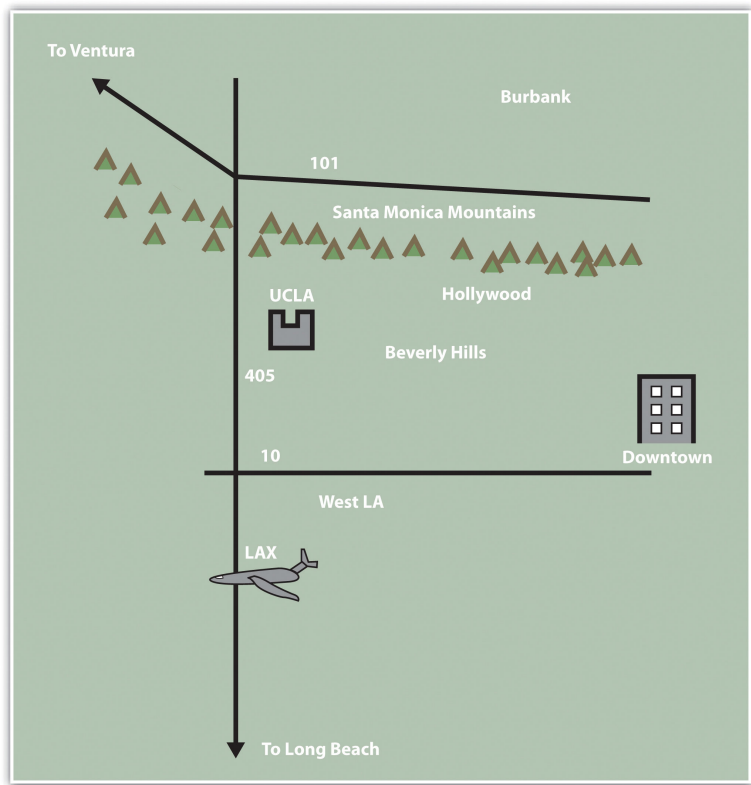 To Ventura
Burbank
101
Santa Monica Mountains
UCLA
Hollywood
Beverly Hills
405
10
Downtown
West LA
LAX
To Long Beach